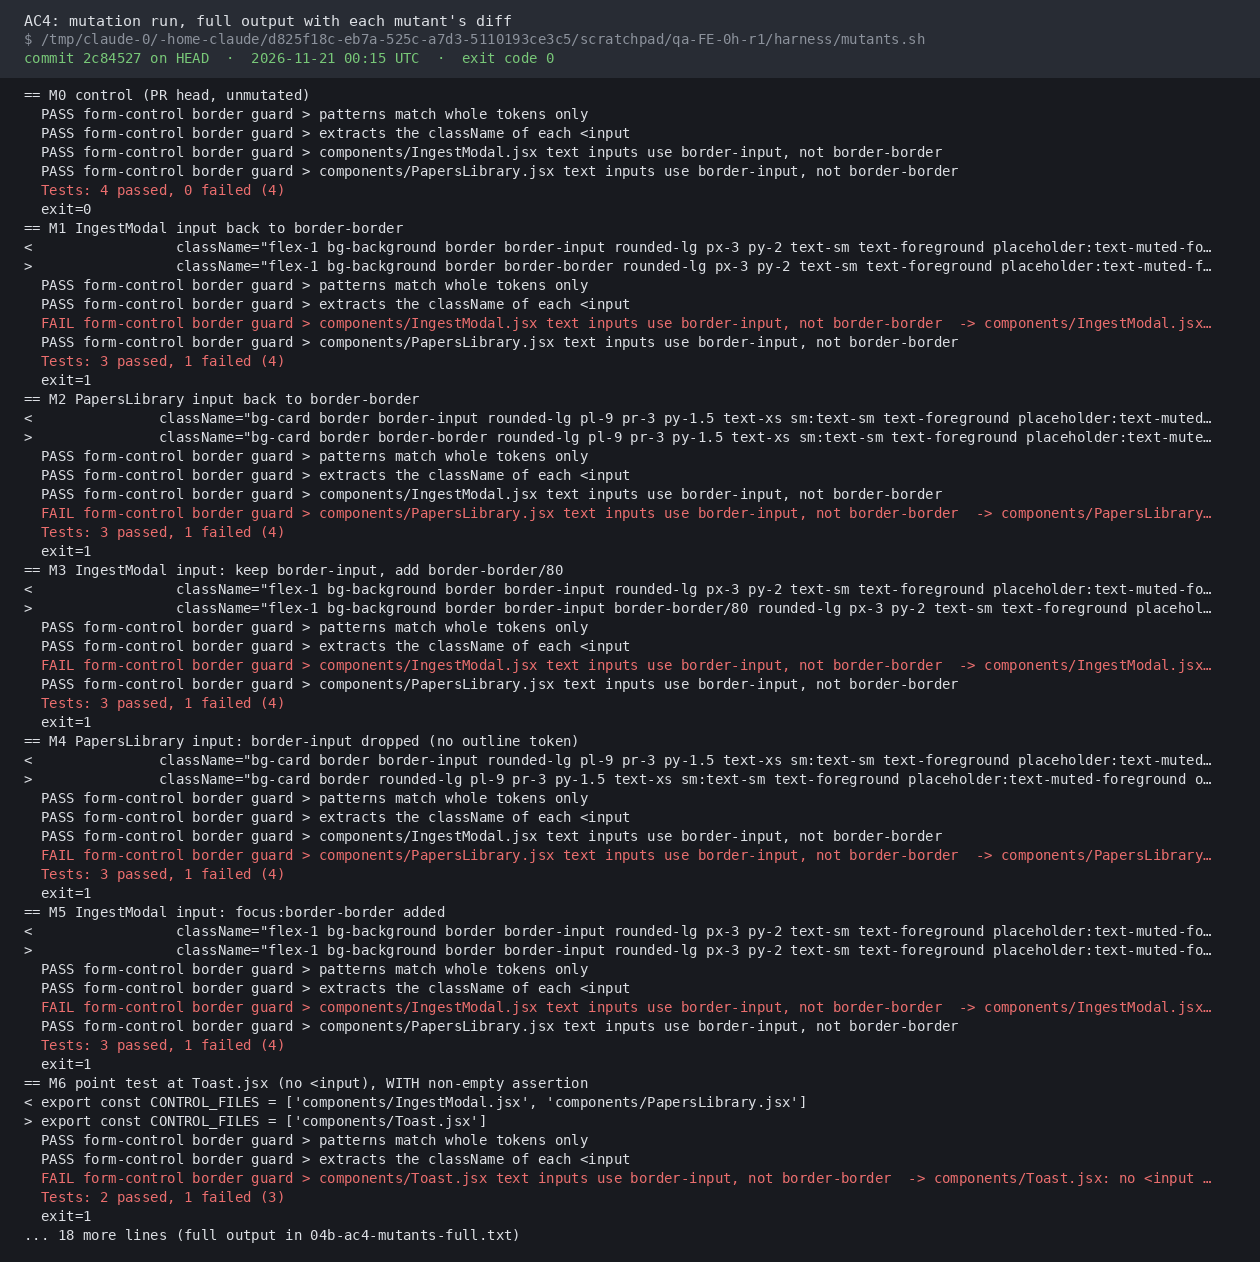 AC4: mutation run, full output with each mutant's diff
$ /tmp/claude-0/-home-claude/d825f18c-eb7a-525c-a7d3-5110193ce3c5/scratchpad/qa-FE-0h-r1/harness/mutants.sh
commit 2c84527 on HEAD  ·  2026-11-21 00:15 UTC  ·  exit code 0
== M0 control (PR head, unmutated)
  PASS form-control border guard > patterns match whole tokens only
  PASS form-control border guard > extracts the className of each <input
  PASS form-control border guard > components/IngestModal.jsx text inputs use border-input, not border-border
  PASS form-control border guard > components/PapersLibrary.jsx text inputs use border-input, not border-border
  Tests: 4 passed, 0 failed (4)
  exit=0
== M1 IngestModal input back to border-border
<                 className="flex-1 bg-background border border-input rounded-lg px-3 py-2 text-sm text-foreground placeholder:text-muted-fo…
>                 className="flex-1 bg-background border border-border rounded-lg px-3 py-2 text-sm text-foreground placeholder:text-muted-f…
  PASS form-control border guard > patterns match whole tokens only
  PASS form-control border guard > extracts the className of each <input
  FAIL form-control border guard > components/IngestModal.jsx text inputs use border-input, not border-border  -> components/IngestModal.jsx…
  PASS form-control border guard > components/PapersLibrary.jsx text inputs use border-input, not border-border
  Tests: 3 passed, 1 failed (4)
  exit=1
== M2 PapersLibrary input back to border-border
<               className="bg-card border border-input rounded-lg pl-9 pr-3 py-1.5 text-xs sm:text-sm text-foreground placeholder:text-muted…
>               className="bg-card border border-border rounded-lg pl-9 pr-3 py-1.5 text-xs sm:text-sm text-foreground placeholder:text-mute…
  PASS form-control border guard > patterns match whole tokens only
  PASS form-control border guard > extracts the className of each <input
  PASS form-control border guard > components/IngestModal.jsx text inputs use border-input, not border-border
  FAIL form-control border guard > components/PapersLibrary.jsx text inputs use border-input, not border-border  -> components/PapersLibrary…
  Tests: 3 passed, 1 failed (4)
  exit=1
== M3 IngestModal input: keep border-input, add border-border/80
<                 className="flex-1 bg-background border border-input rounded-lg px-3 py-2 text-sm text-foreground placeholder:text-muted-fo…
>                 className="flex-1 bg-background border border-input border-border/80 rounded-lg px-3 py-2 text-sm text-foreground placehol…
  PASS form-control border guard > patterns match whole tokens only
  PASS form-control border guard > extracts the className of each <input
  FAIL form-control border guard > components/IngestModal.jsx text inputs use border-input, not border-border  -> components/IngestModal.jsx…
  PASS form-control border guard > components/PapersLibrary.jsx text inputs use border-input, not border-border
  Tests: 3 passed, 1 failed (4)
  exit=1
== M4 PapersLibrary input: border-input dropped (no outline token)
<               className="bg-card border border-input rounded-lg pl-9 pr-3 py-1.5 text-xs sm:text-sm text-foreground placeholder:text-muted…
>               className="bg-card border rounded-lg pl-9 pr-3 py-1.5 text-xs sm:text-sm text-foreground placeholder:text-muted-foreground o…
  PASS form-control border guard > patterns match whole tokens only
  PASS form-control border guard > extracts the className of each <input
  PASS form-control border guard > components/IngestModal.jsx text inputs use border-input, not border-border
  FAIL form-control border guard > components/PapersLibrary.jsx text inputs use border-input, not border-border  -> components/PapersLibrary…
  Tests: 3 passed, 1 failed (4)
  exit=1
== M5 IngestModal input: focus:border-border added
<                 className="flex-1 bg-background border border-input rounded-lg px-3 py-2 text-sm text-foreground placeholder:text-muted-fo…
>                 className="flex-1 bg-background border border-input rounded-lg px-3 py-2 text-sm text-foreground placeholder:text-muted-fo…
  PASS form-control border guard > patterns match whole tokens only
  PASS form-control border guard > extracts the className of each <input
  FAIL form-control border guard > components/IngestModal.jsx text inputs use border-input, not border-border  -> components/IngestModal.jsx…
  PASS form-control border guard > components/PapersLibrary.jsx text inputs use border-input, not border-border
  Tests: 3 passed, 1 failed (4)
  exit=1
== M6 point test at Toast.jsx (no <input), WITH non-empty assertion
< export const CONTROL_FILES = ['components/IngestModal.jsx', 'components/PapersLibrary.jsx']
> export const CONTROL_FILES = ['components/Toast.jsx']
  PASS form-control border guard > patterns match whole tokens only
  PASS form-control border guard > extracts the className of each <input
  FAIL form-control border guard > components/Toast.jsx text inputs use border-input, not border-border  -> components/Toast.jsx: no <input …
  Tests: 2 passed, 1 failed (3)
  exit=1
... 18 more lines (full output in 04b-ac4-mutants-full.txt)